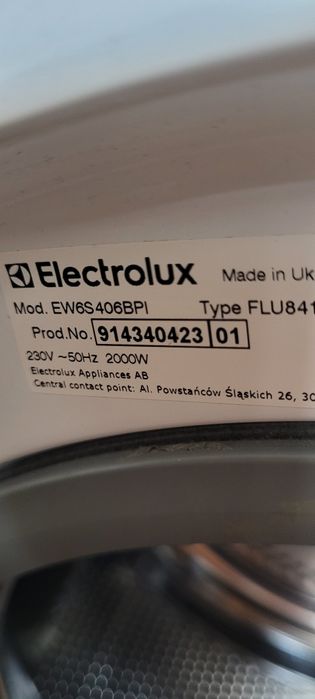 Electrolux Made in Uk
Mod. EW6S406BPI Type FLU841
Prod.No. 914340423 01
230V ~50Hz 2000W
Electrolux Appliances AB
Central contact point: Al. Powstańców Śląskich 26, 30